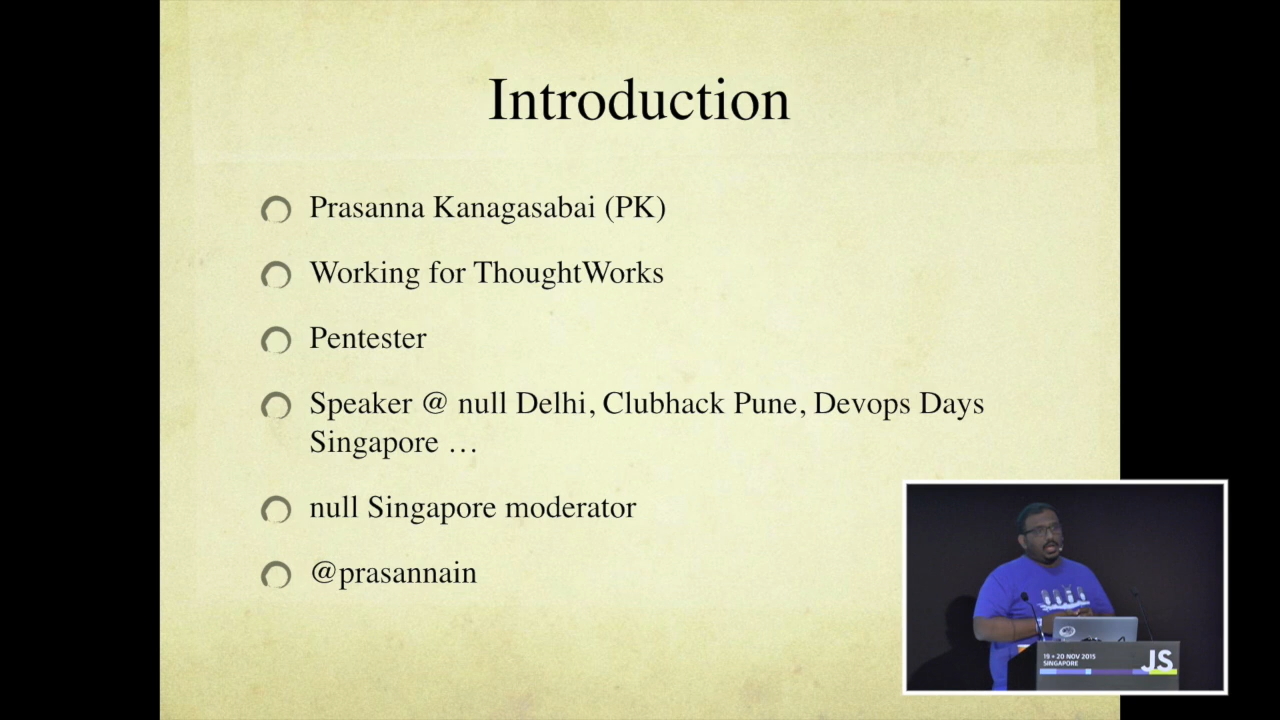 Introduction
Prasanna Kanagasabai (PK)
Working for ThoughtWorks
Pentester
Speaker @ null Delhi, Clubhack Pune, Devops Days
Singapore …
null Singapore moderator
@prasannain
19 + 20 NOV 2015
SINGAPORE
JS